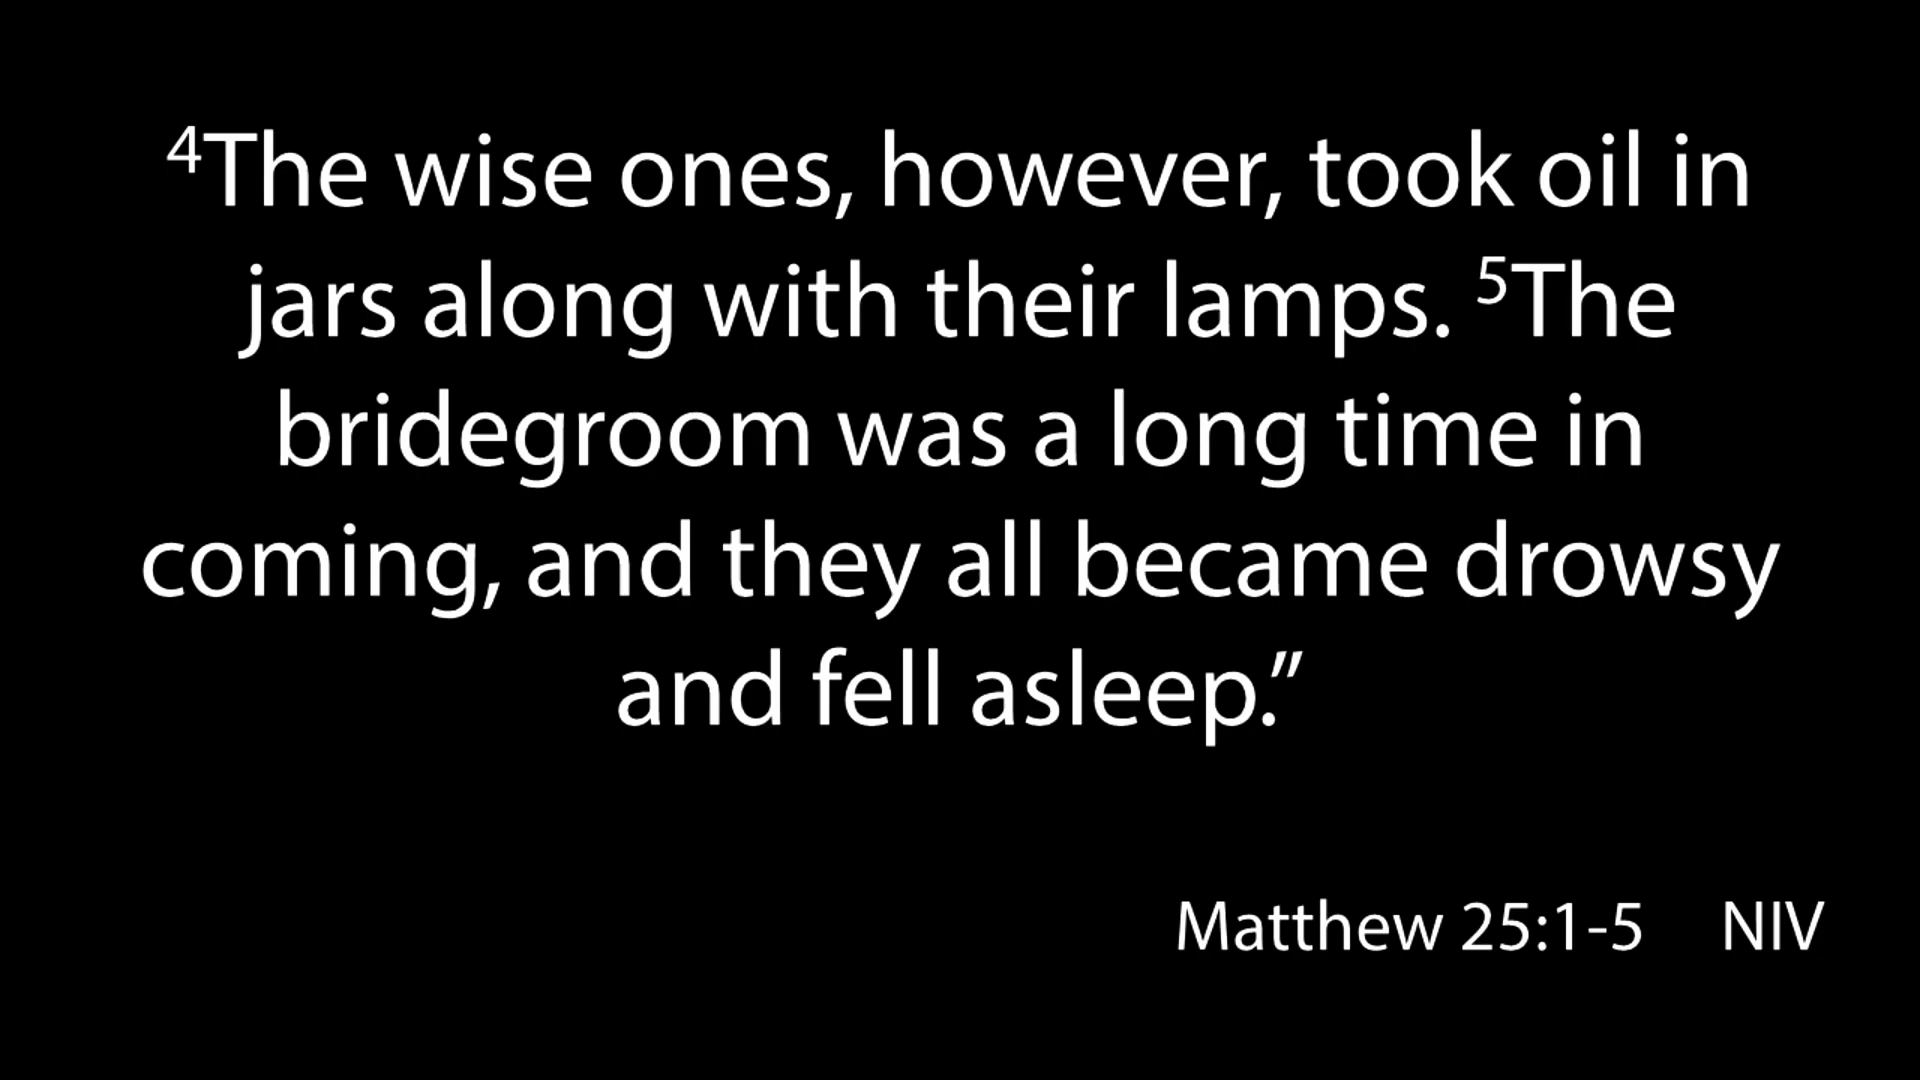 ⁴The wise ones, however, took oil in
jars along with their lamps. ⁵The
bridegroom was a long time in
coming, and they all became drowsy
and fell asleep.”
Matthew 25:1-5 NIV